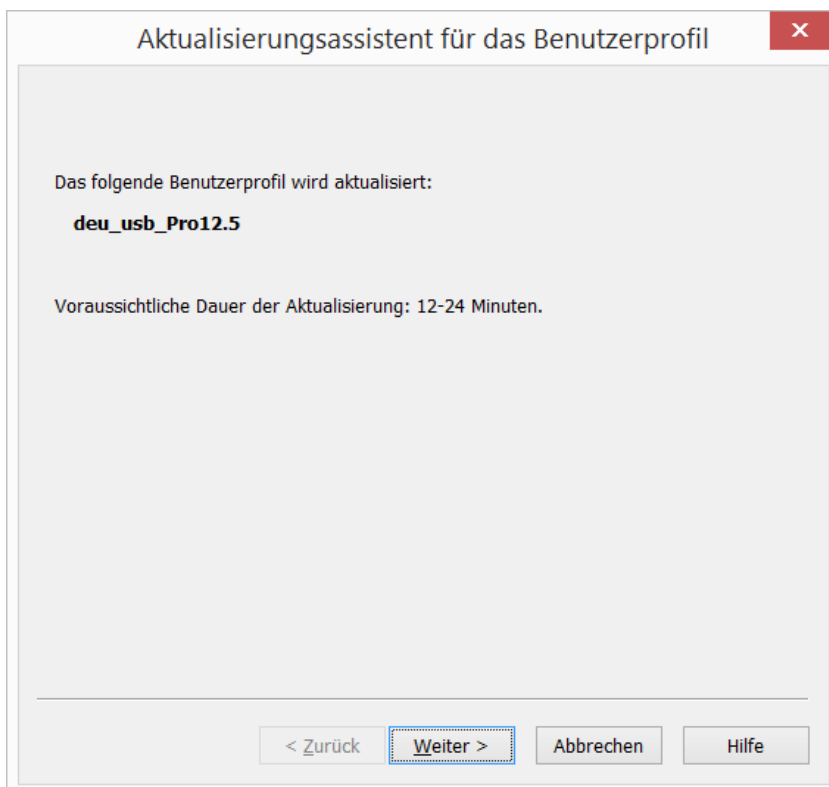 Aktualisierungsassistent für das Benutzerprofil
Das folgende Benutzerprofil wird aktualisiert:
deu_usb_Pro12.5
Voraussichtliche Dauer der Aktualisierung: 12-24 Minuten.
< Zurück Weiter > Abbrechen Hilfe